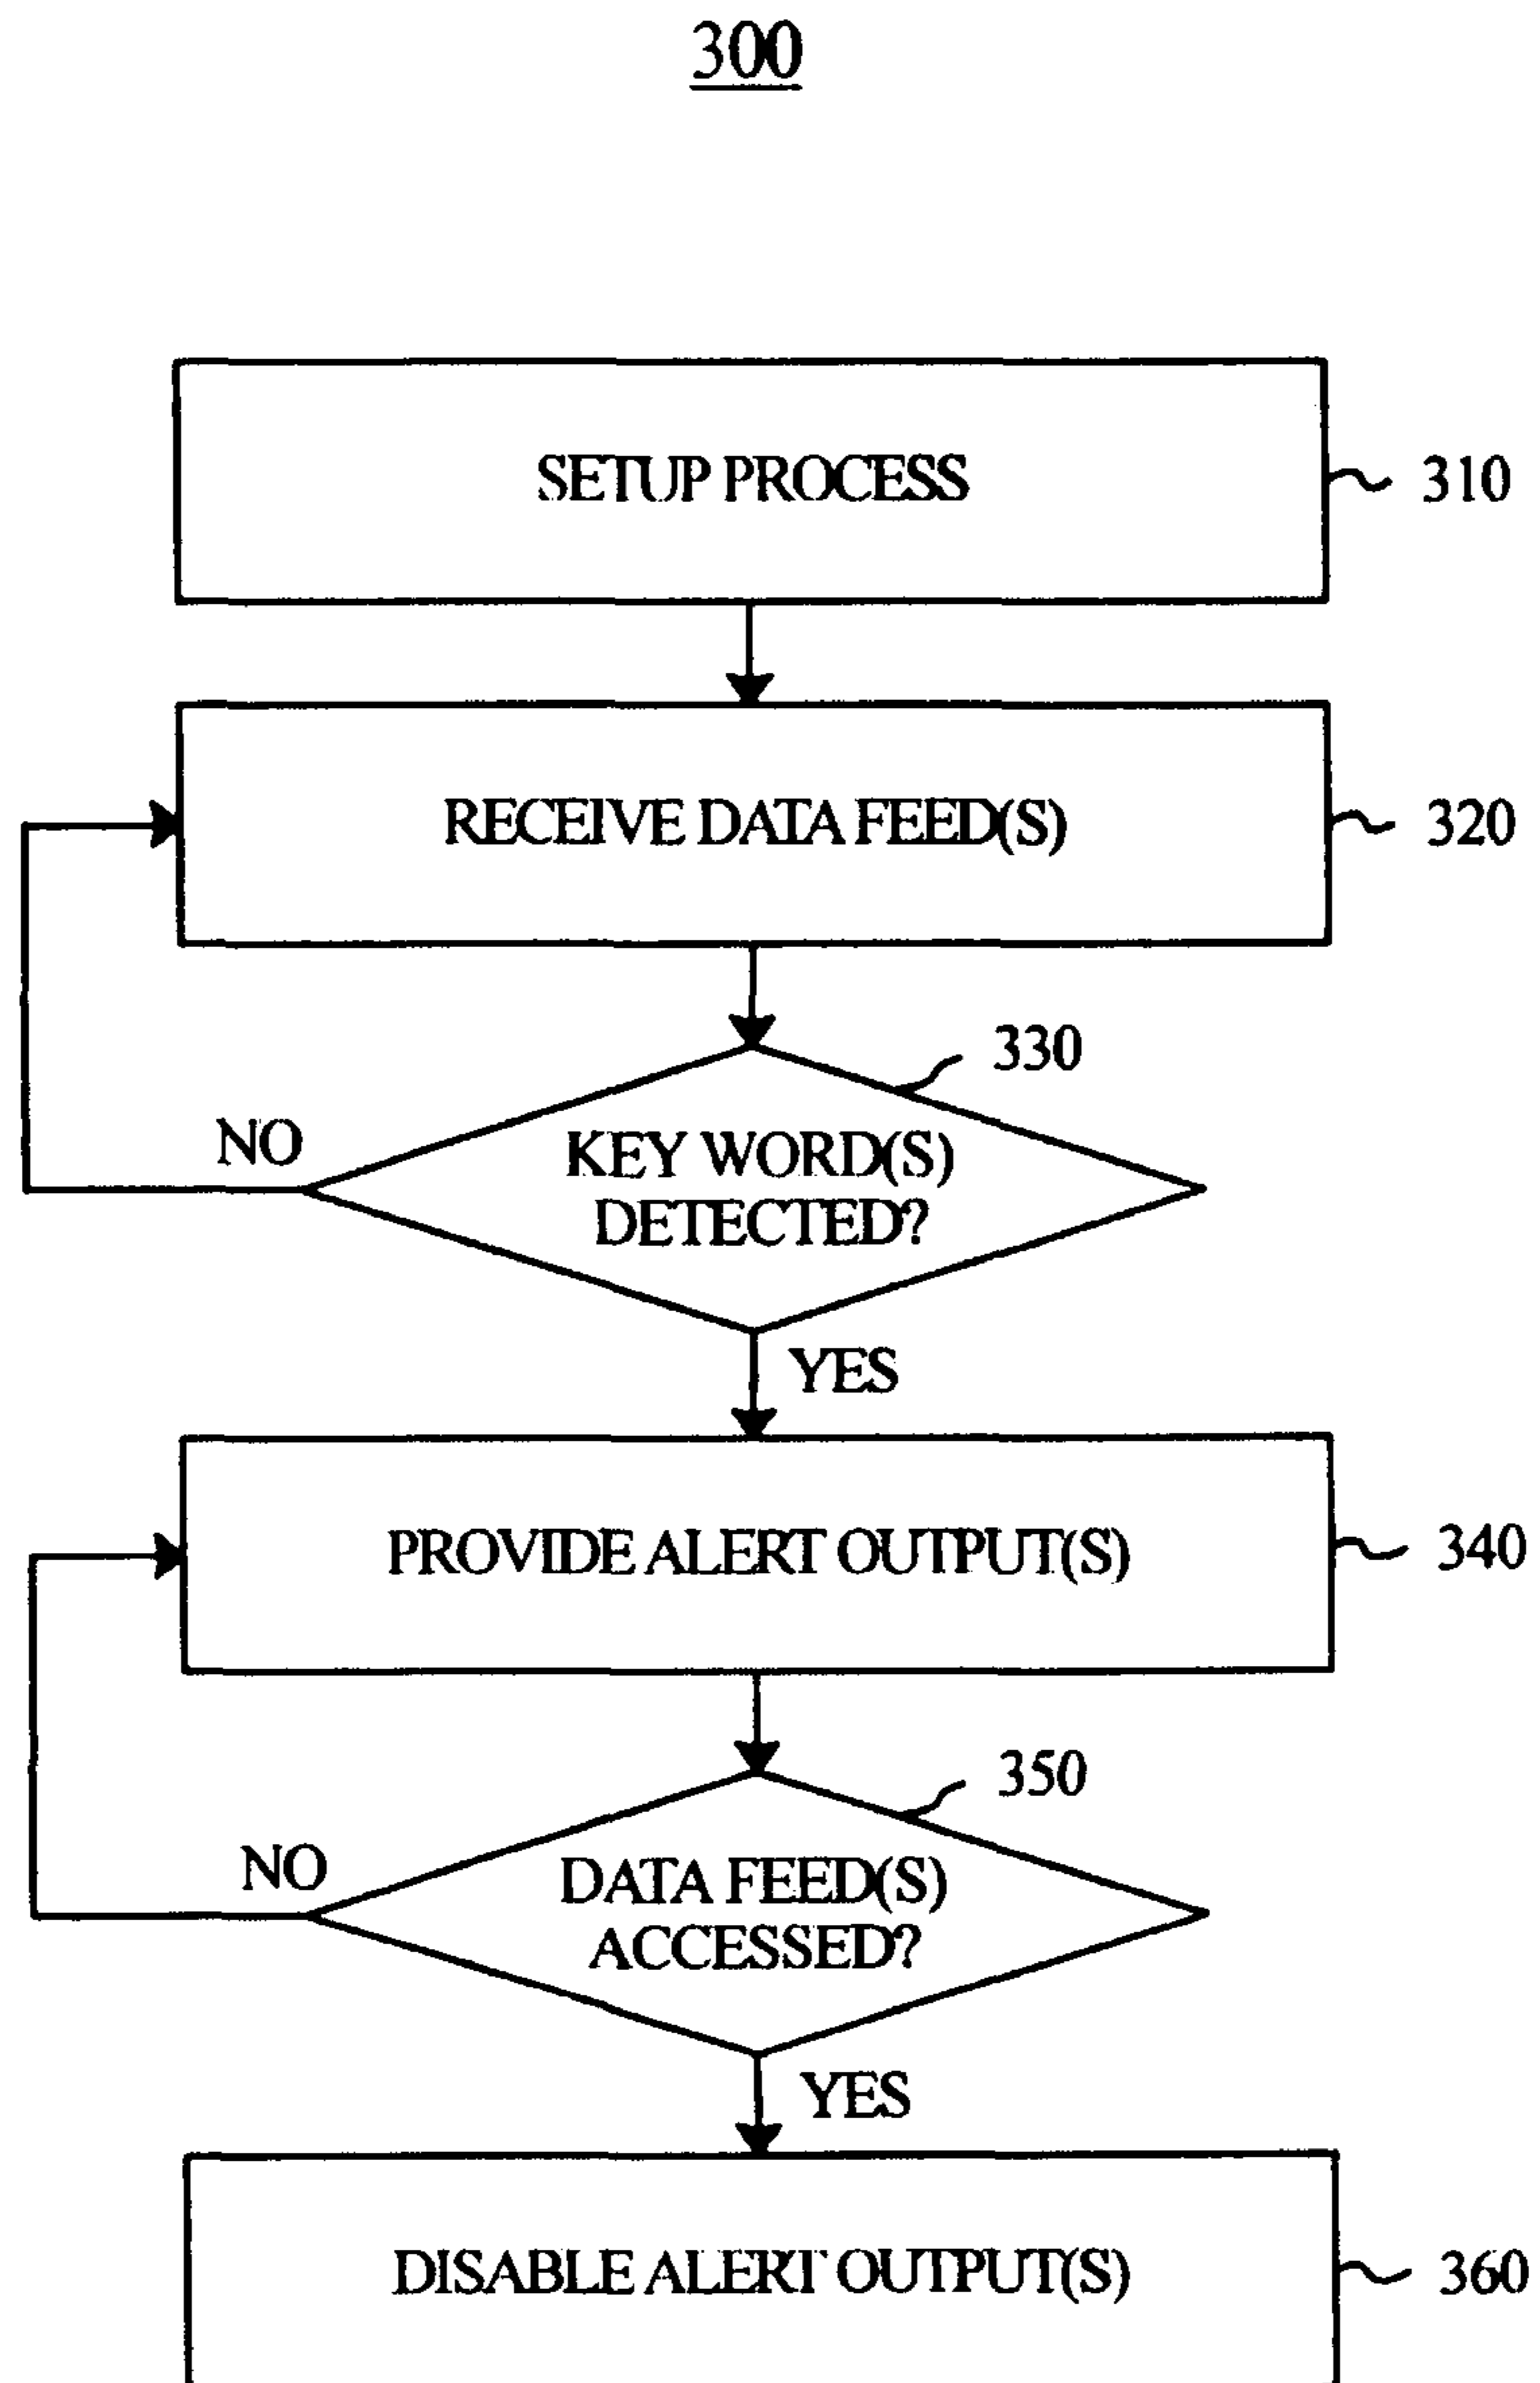 300
SETUP PROCESS
310
RECEIVE DATA FEED(S)
320
330
NO
KEY WORD(S)
DETECTED?
YES
PROVIDE ALERT OUTPUT(S)
340
350
NO
DATA FEED(S)
ACCESSED?
YES
DISABLE ALERT OUTPUT(S)
360